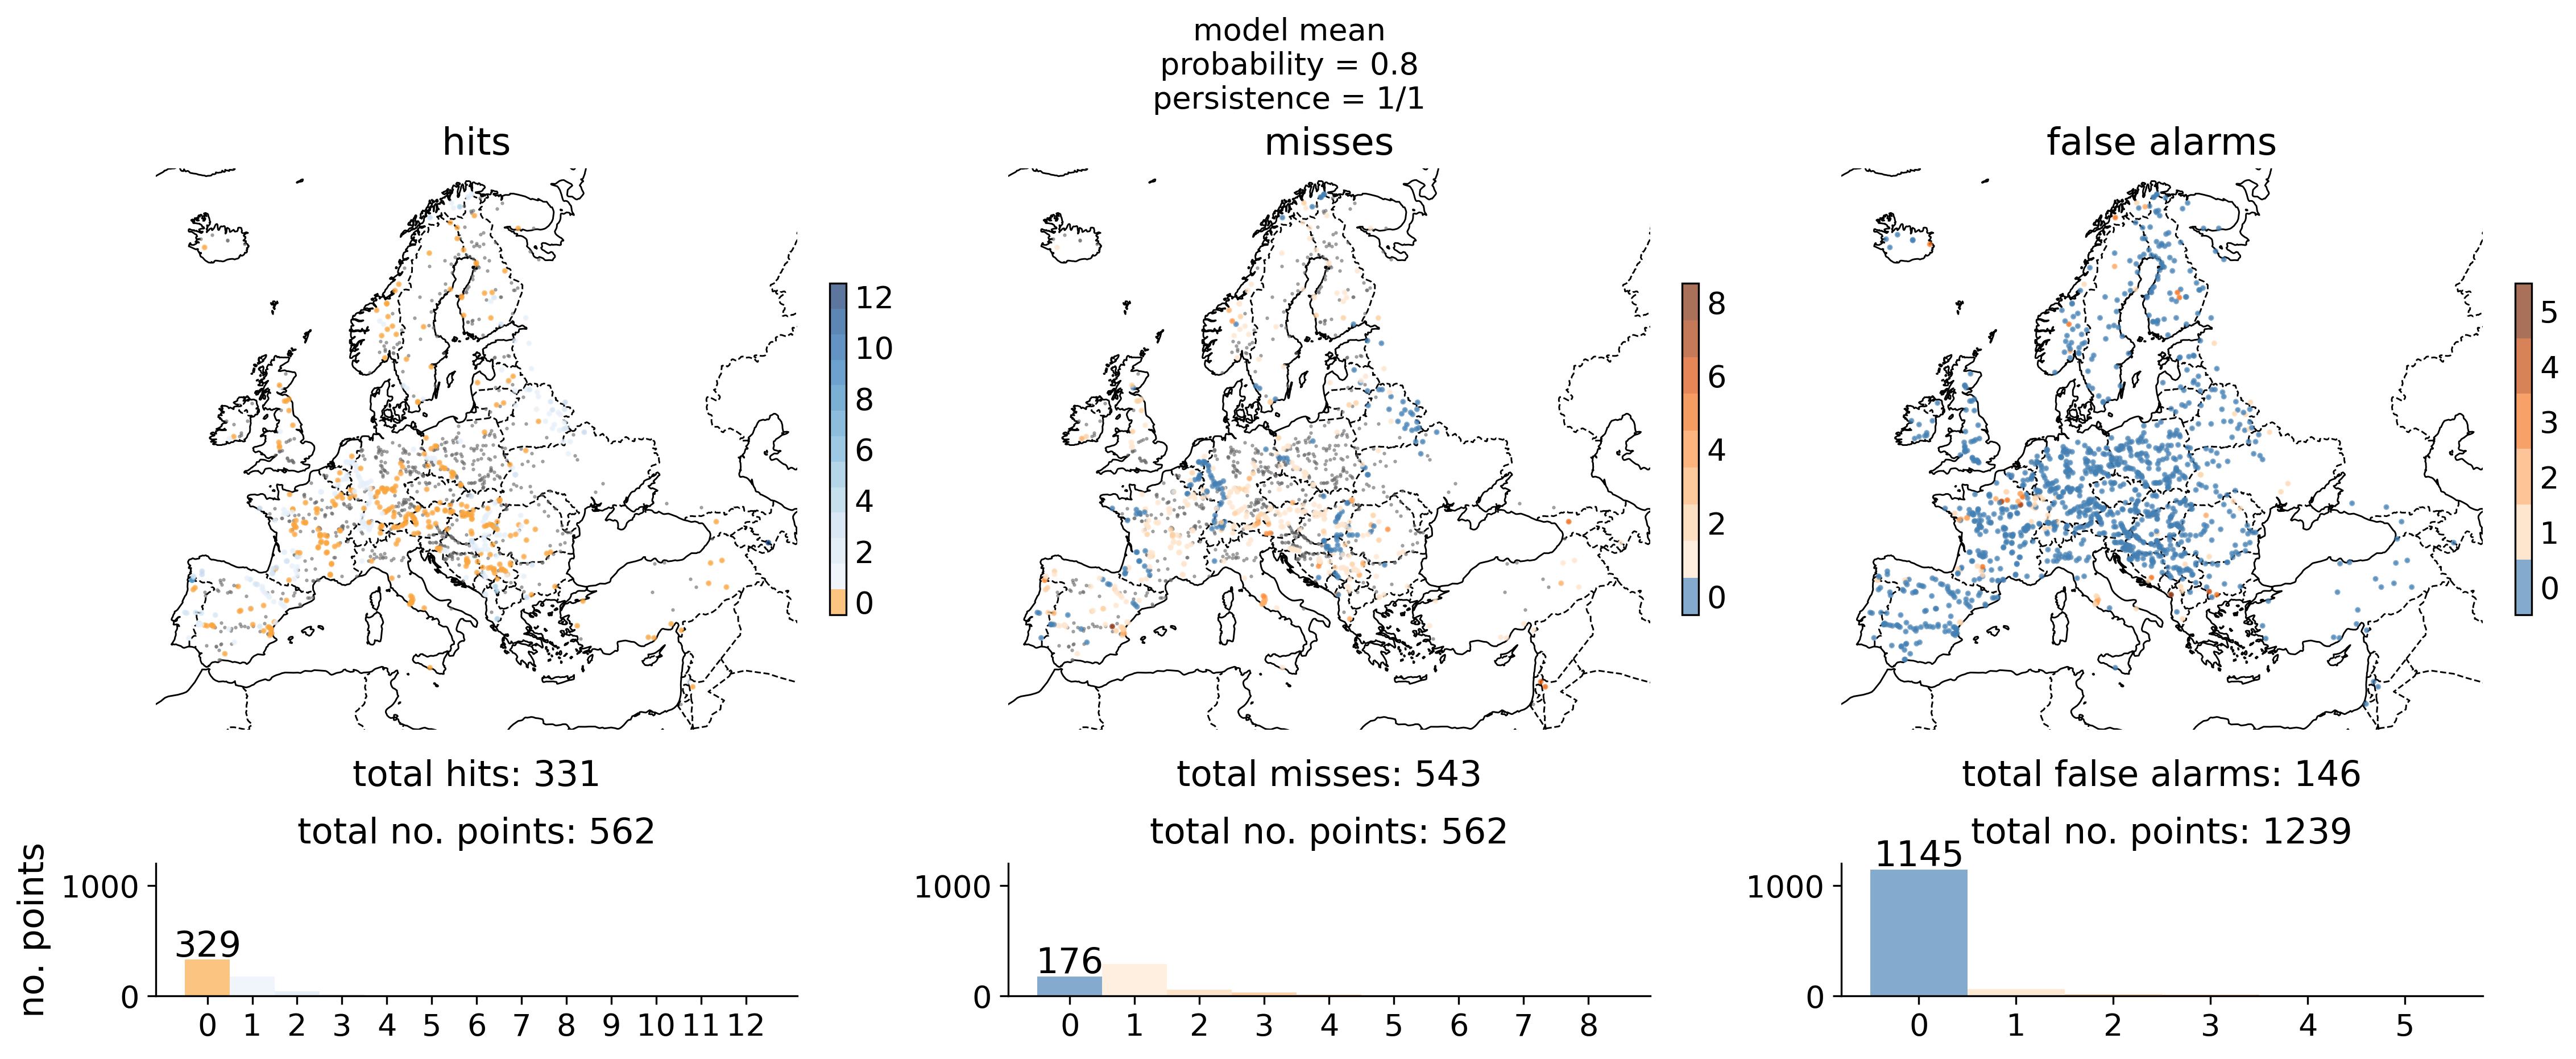 model mean
probability = 0.8
persistence = 1/1
hits
misses
false alarms
12
10
8
6
4
2
0
8
6
4
2
0
5
4
3
2
1
0
total hits: 331
total misses: 543
total false alarms: 146
total no. points: 562
total no. points: 562
total no. points: 1239
no. points
1000
0
329
0 1 2 3 4 5 6 7 8 9 10 11 12
1000
0
176
0 1 2 3 4 5 6 7 8
1000
0
1145
0 1 2 3 4 5